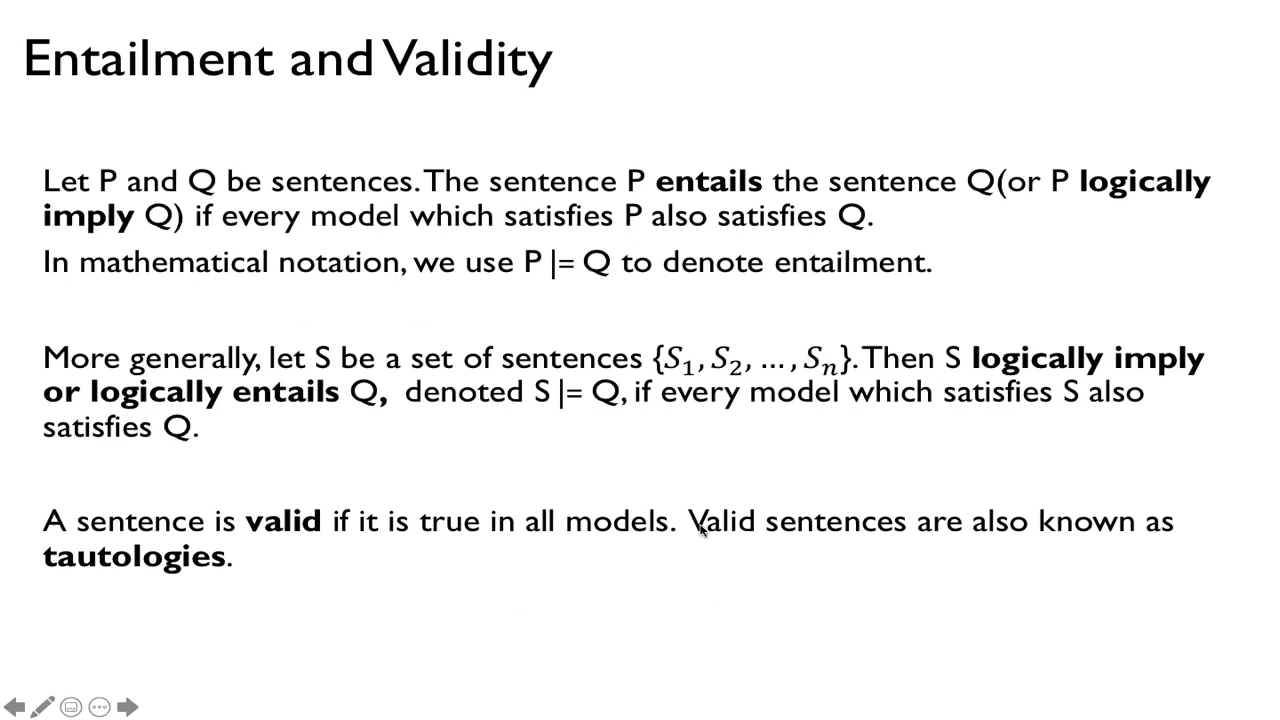 Entailment and Validity
Let P and Q be sentences. The sentence P entails the sentence Q(or P logically
imply Q) if every model which satisfies P also satisfies Q.
In mathematical notation, we use P |= Q to denote entailment.
More generally, let S be a set of sentences {S₁, S₂, … , Sₙ}. Then S logically imply
or logically entails Q, denoted S |= Q, if every model which satisfies S also
satisfies Q.
A sentence is valid if it is true in all models. Valid sentences are also known as
tautologies.